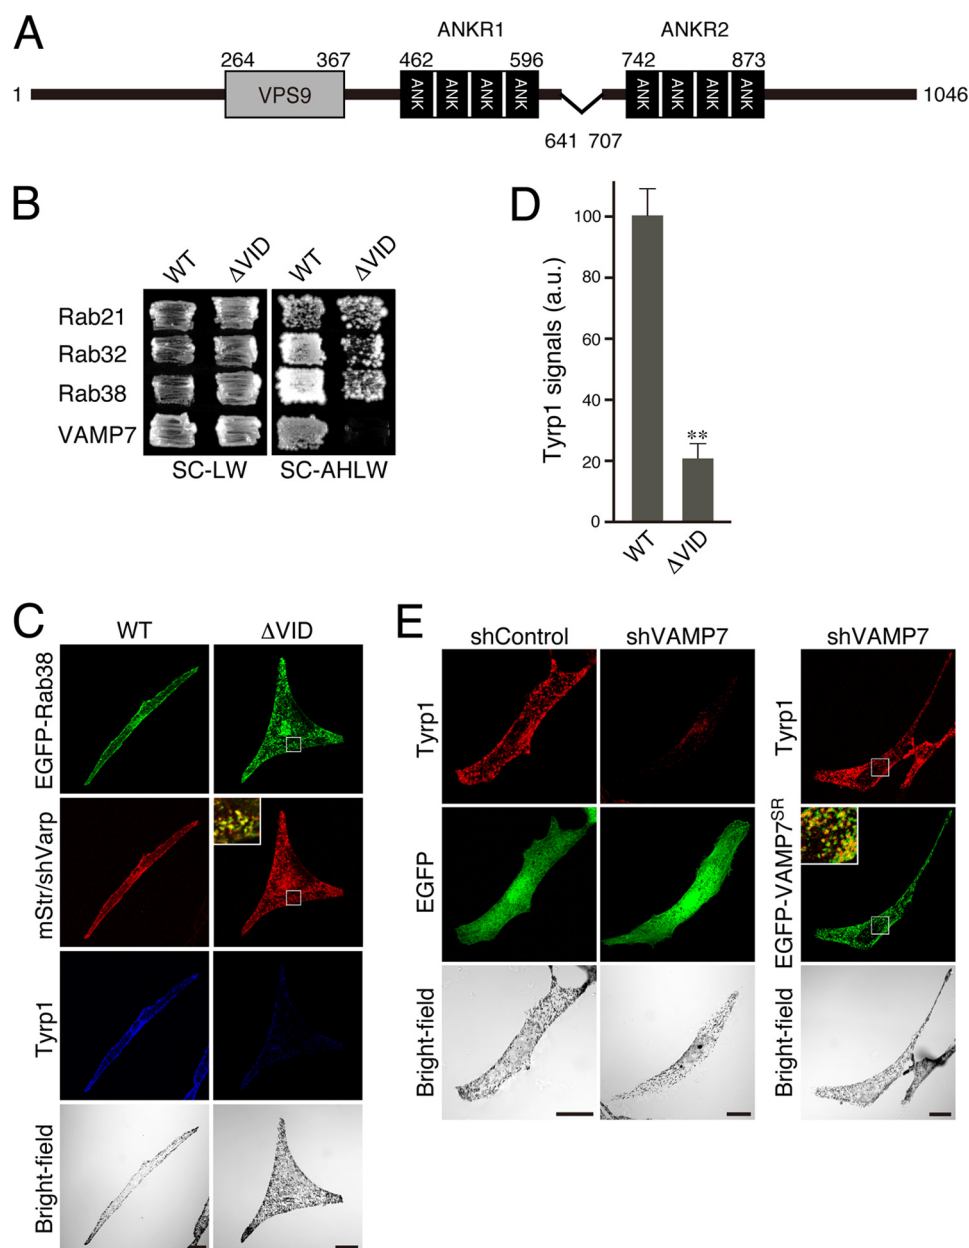 A
ANKR1 ANKR2
264 367 462 596 742 873
1 VPS9 ANK ANK ANK ANK ANK ANK ANK ANK 1046
641 707
B
WT ΔVID WT ΔVID
Rab21
Rab32
Rab38
VAMP7
SC-LW SC-AHLW
D
Tyrp1 signals (a.u.)
100
80
60
40
20
0
**
WT ΔVID
C
WT ΔVID
EGFP-Rab38
mStr/shVarp
Tyrp1
Bright-field
E
shControl shVAMP7 shVAMP7
Tyrp1 Tyrp1
EGFP EGFP-VAMP7SR
Bright-field Bright-field